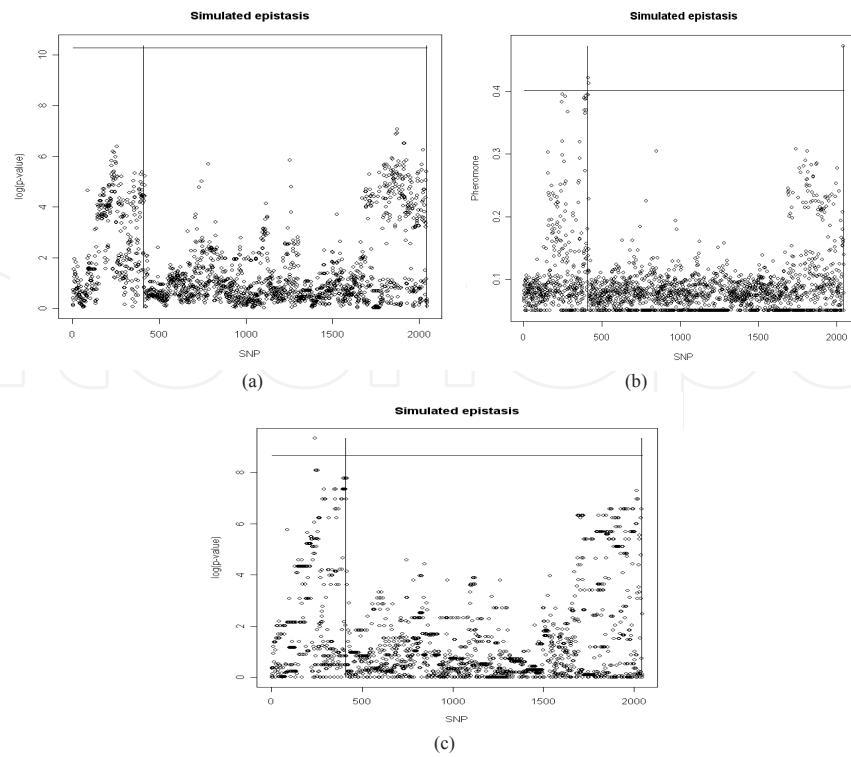 Simulated epistasis
log(p-value)
10
8
6
4
2
0
0 500 1000 1500 2000
SNP
(a)
Simulated epistasis
Pheromone
0.4
0.3
0.2
0.1
0 500 1000 1500 2000
SNP
(b)
Simulated epistasis
log(p-value)
8
6
4
2
0
0 500 1000 1500 2000
SNP
(c)